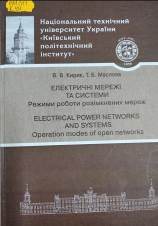 Національний технічний
університет України
«Київський
політехнічний
інститут»
В. В. Кирик, Т. Б. Маслова
ЕЛЕКТРИЧНІ МЕРЕЖІ
ТА СИСТЕМИ
Режими роботи розімкнених мереж
ELECTRICAL POWER NETWORKS
AND SYSTEMS
Operation modes of open networks